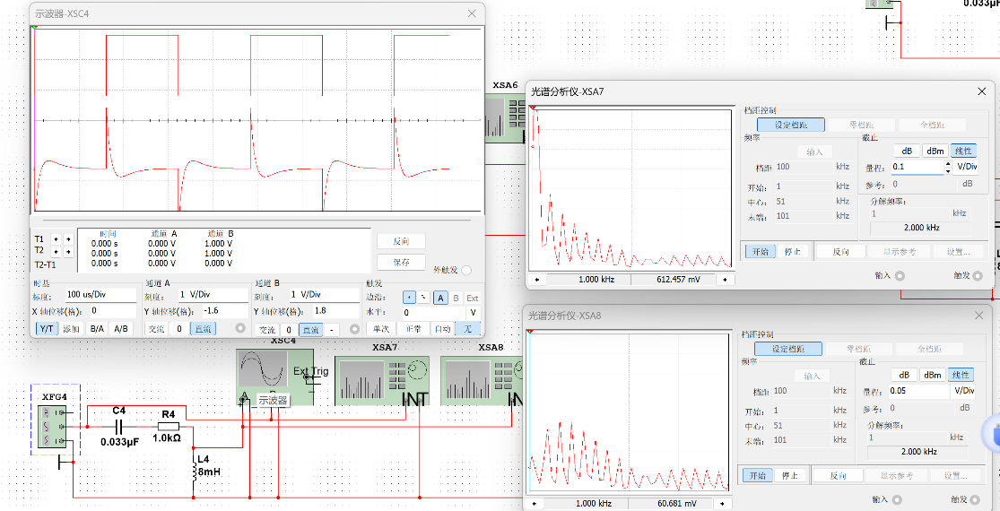 0.033µF
示波器-XSC4
时间
通道 A
通道 B
T1
0.000 s
0.000 V
1.000 V
T2
0.000 s
0.000 V
1.000 V
T2-T1
0.000 s
0.000 V
0.000 V
反向
保存
外触发
时基
标度:
100 us/Div
X 轴位移(格):
0
Y/T
添加
B/A
A/B
通道 A
刻度:
1 V/Div
Y 轴位移(格):
-1.6
交流
0
直流
通道 B
刻度:
1 V/Div
Y 轴位移(格):
1.8
交流
0
直流
-
触发
边沿:
A
B
Ext
水平:
0
V
单次
正常
自动
无
XSA6
光谱分析仪-XSA7
档距控制
设定档距
零档距
全档距
频率
输入
档距
100
kHz
开始:
1
kHz
中心:
51
kHz
末端:
101
kHz
截止
dB
dBm
线性
量程:
0.1
V/Div
参考:
0
dB
分解频率:
1
kHz
2.000 kHz
开始
停止
反向
显示参考
设置...
1.000 kHz
612.457 mV
输入
触发
光谱分析仪-XSA8
档距控制
设定档距
零档距
全档距
频率
输入
档距
100
kHz
开始:
1
kHz
中心:
51
kHz
末端:
101
kHz
截止
dB
dBm
线性
量程:
0.05
V/Div
参考:
0
dB
分解频率:
1
kHz
2.000 kHz
开始
停止
反向
显示参考
设置...
1.000 kHz
60.681 mV
输入
触发
XSC4
Ext Trig
A
示波器
XSA7
INT
XSA8
IN
XFG4
C4
0.033µF
R4
1.0kΩ
L4
8mH